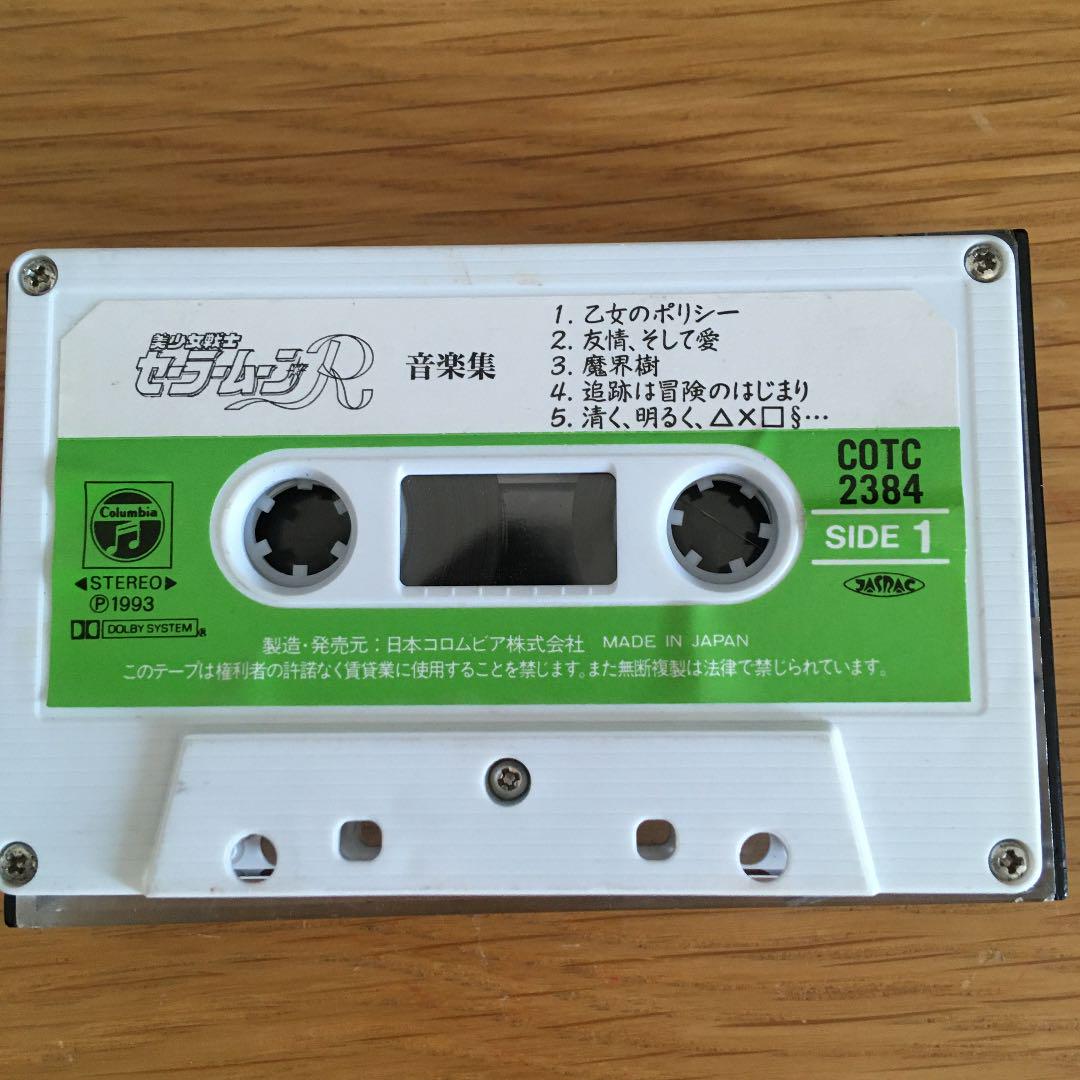 美少女戦士
セーラームーンR
音楽集
1. 乙女のポリシー
2. 友情、そして愛
3. 魔界樹
4. 追跡は冒険のはじまり
5. 清く、明るく、△×□§…
COTC
2384
SIDE 1
JASRAC
Columbia
◀STEREO▶
Ⓟ1993
DOLBY SYSTEM
製造・発売元：日本コロムビア株式会社 MADE IN JAPAN
このテープは権利者の許諾なく賃貸業に使用することを禁じます。また無断複製は法律で禁じられています。